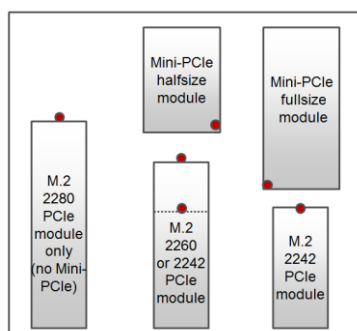 Mini-PCIe
halfsize
module
Mini-PCIe
fullsize
module
M.2
2280
PCIe
module
only
(no Mini-
PCIe)
M.2
2260
or 2242
PCIe
module
M.2
2242
PCIe
module